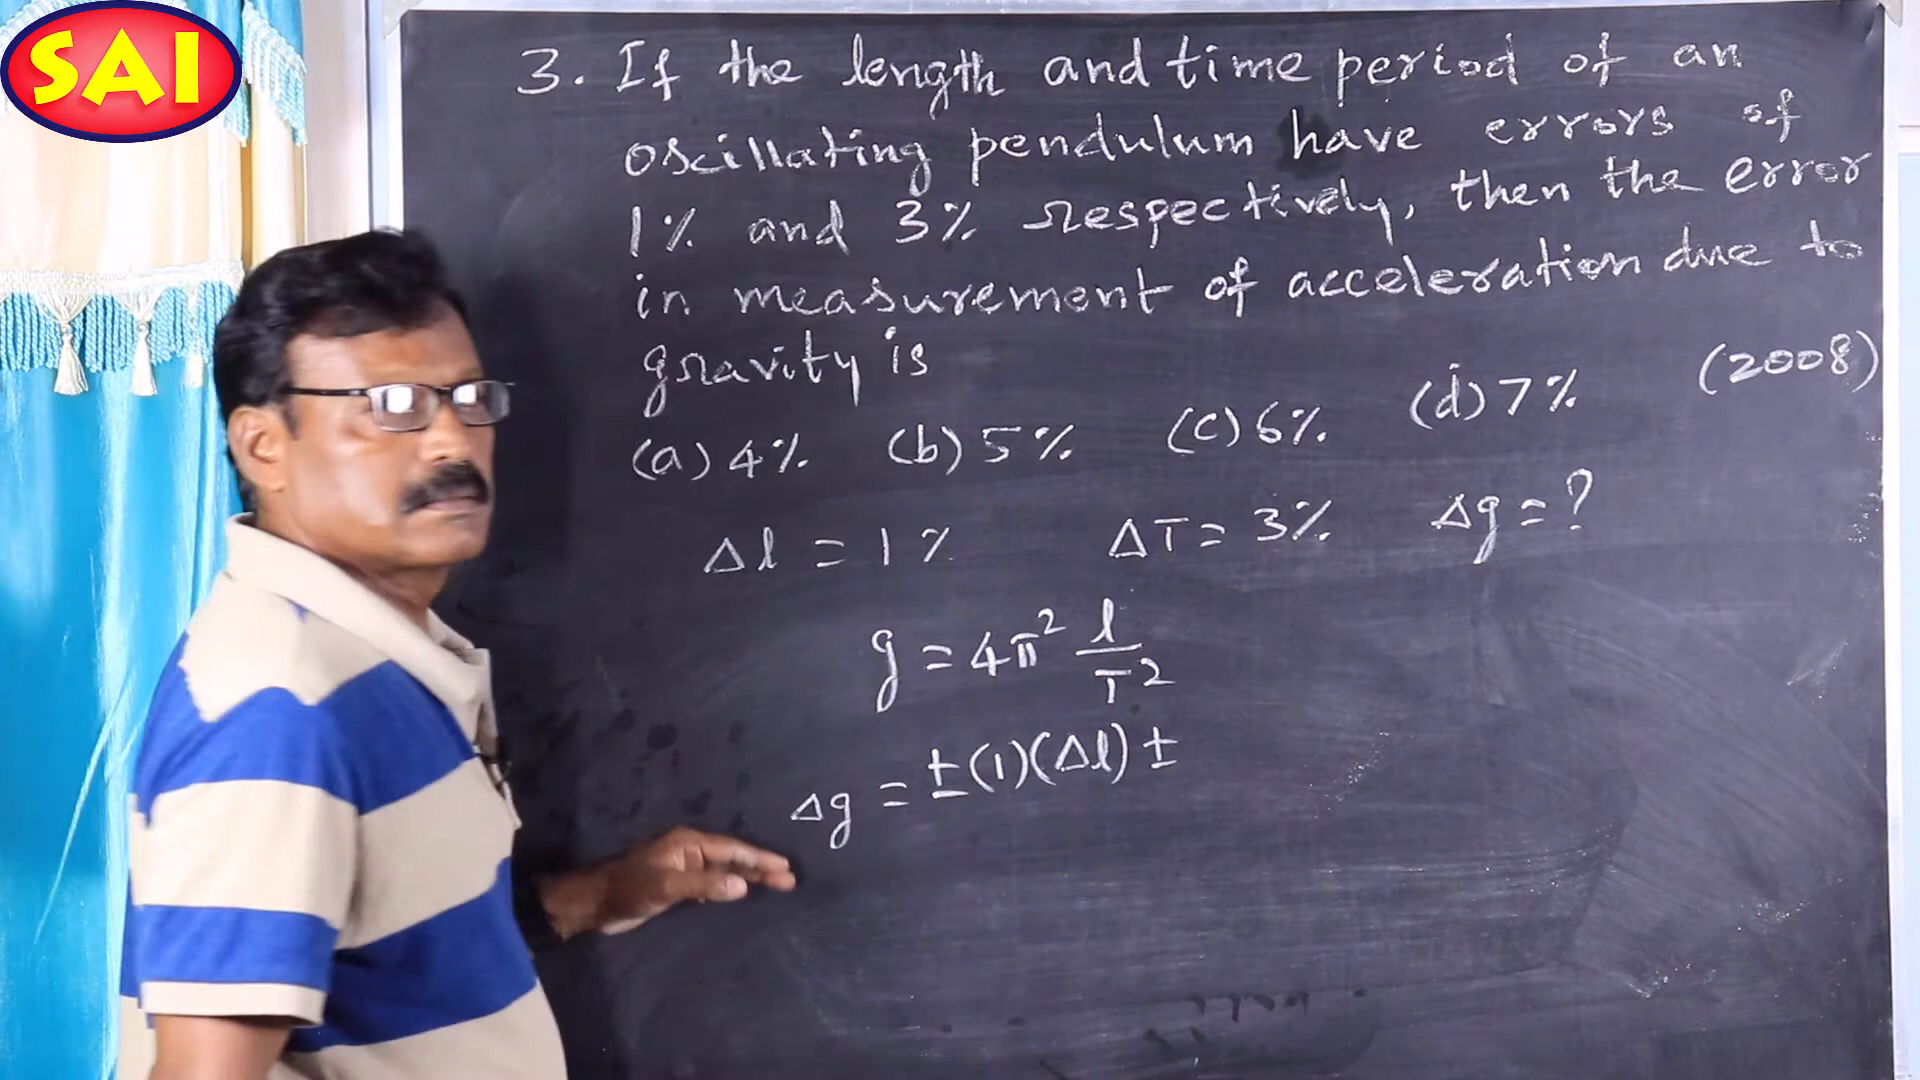 SAI
3. If the length and time period of an
oscillating pendulum have errors of
1% and 3% respectively, then the error
in measurement of acceleration due to
gravity is
(a) 4% (b) 5% (c) 6% (d) 7% (2008)
Δl = 1% ΔT = 3% Δg = ?
g = 4π² l/T²
Δg = ±(1)(Δl) ±